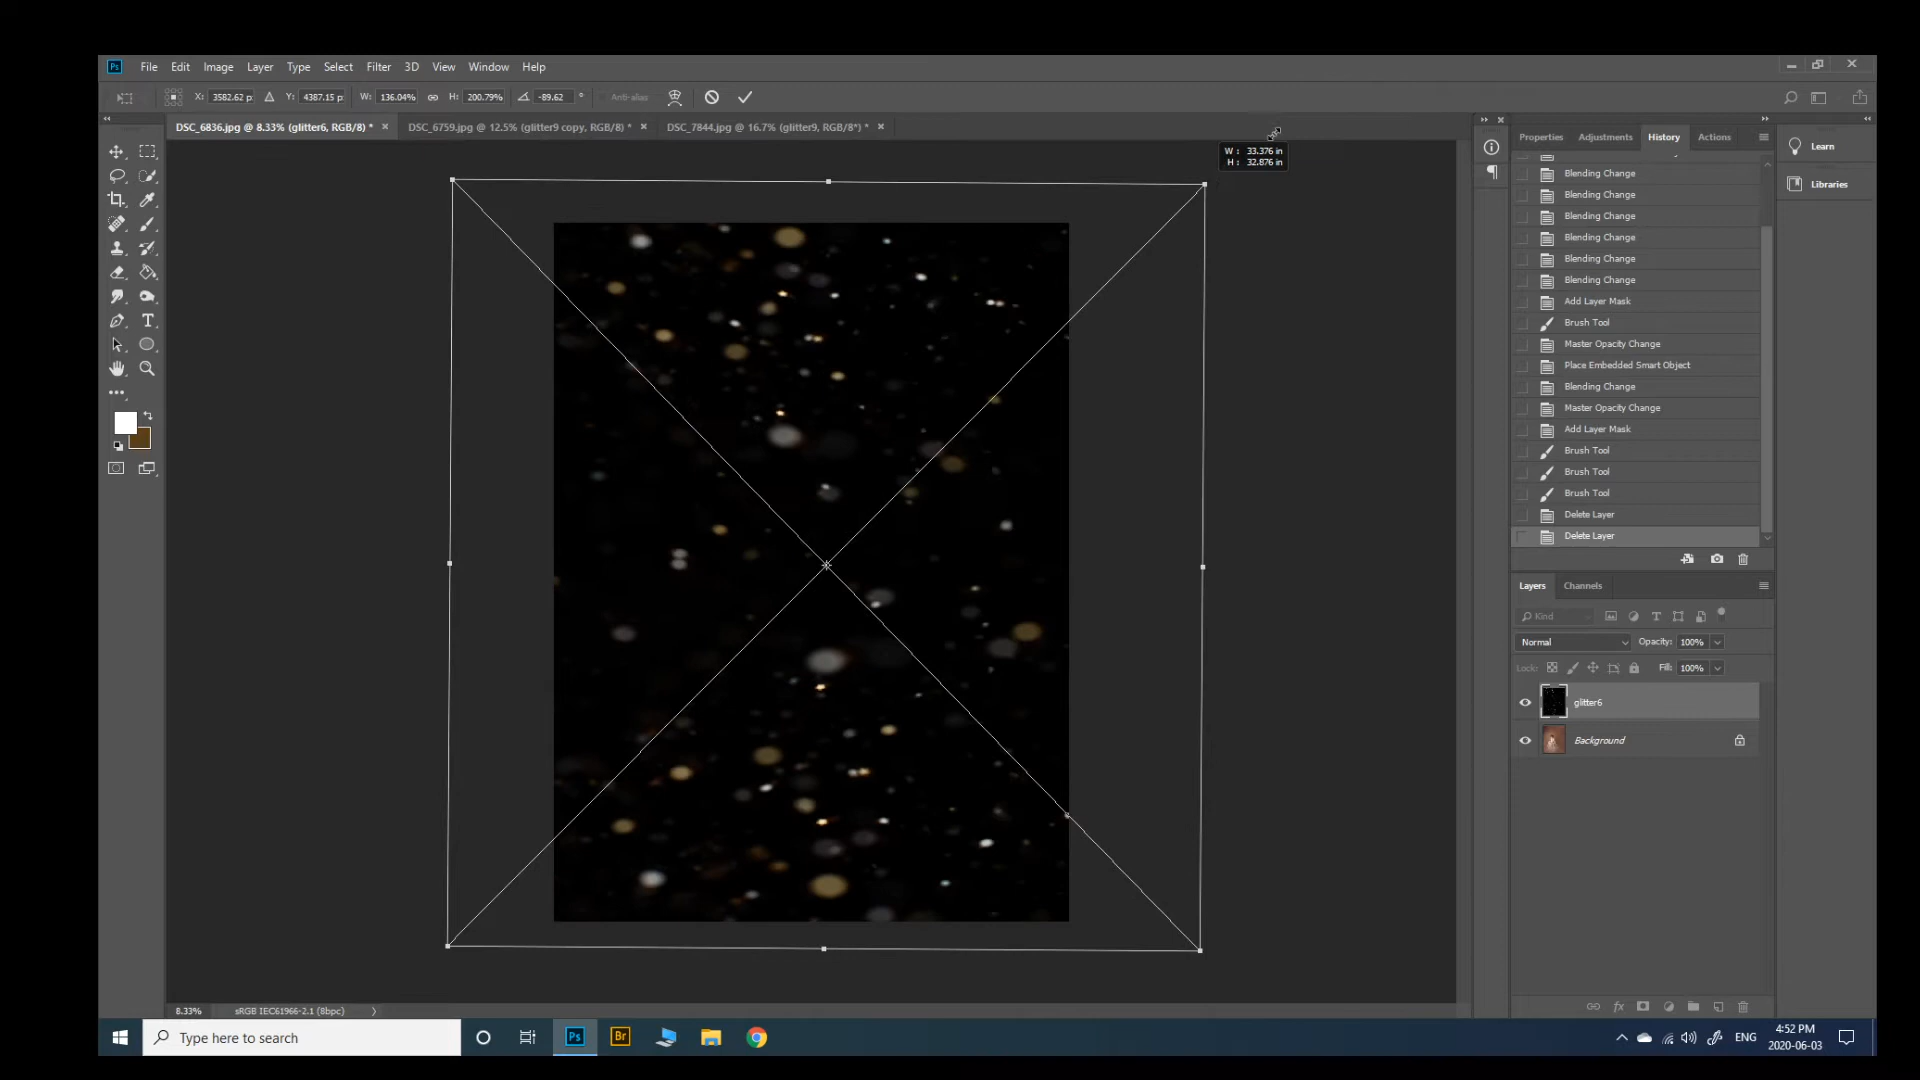 Ps File Edit Image Layer Type Select Filter 3D View Window Help
X: 3582.62 p Y: 4387.15 p W: 136.04% H: 200.79% -89.62 ° Anti-alias
DSC_6836.jpg @ 8.33% (glitter6, RGB/8) * × DSC_6759.jpg @ 12.5% (glitter9 copy, RGB/8) * × DSC_7844.jpg @ 16.7% (glitter9, RGB/8*) * ×
W : 33.376 in
H : 32.876 in
Properties Adjustments History Actions
Learn
Libraries
Blending Change
Blending Change
Blending Change
Blending Change
Blending Change
Blending Change
Add Layer Mask
Brush Tool
Master Opacity Change
Place Embedded Smart Object
Blending Change
Master Opacity Change
Add Layer Mask
Brush Tool
Brush Tool
Brush Tool
Delete Layer
Delete Layer
Layers Channels
Kind
Normal Opacity: 100%
Lock: Fill: 100%
glitter6
Background
fx
8.33% sRGB IEC61966-2.1 (8bpc)
Type here to search
Ps Br
ENG
4:52 PM
2020-06-03